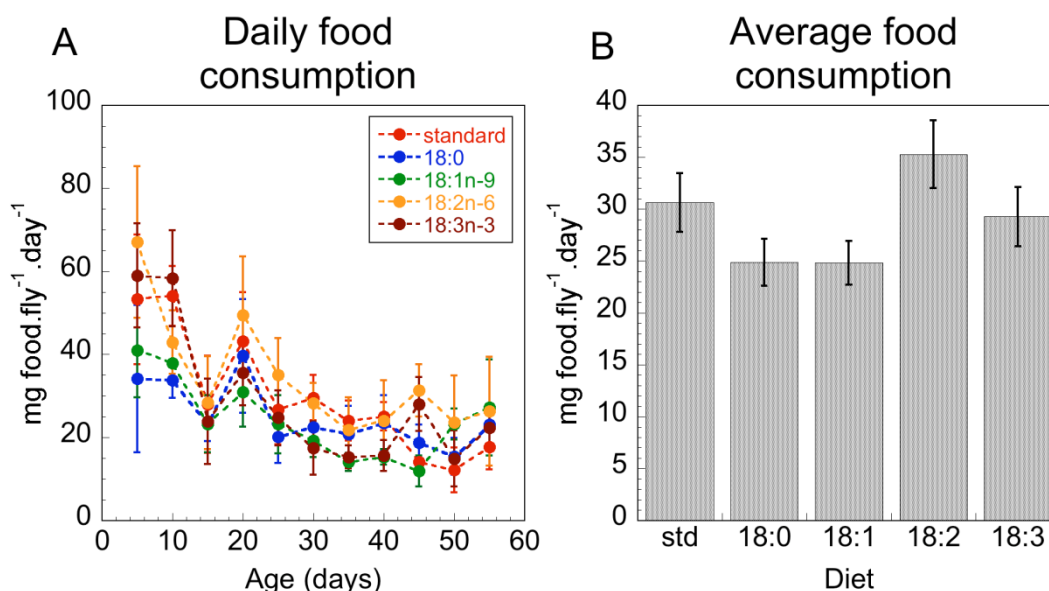 A
Daily food
consumption
mg food.fly⁻¹.day⁻¹
100
80
60
40
20
0
standard
18:0
18:1n-9
18:2n-6
18:3n-3
0 10 20 30 40 50 60
Age (days)
B
Average food
consumption
mg food.fly⁻¹.day⁻¹
40
35
30
25
20
15
10
5
0
std 18:0 18:1 18:2 18:3
Diet